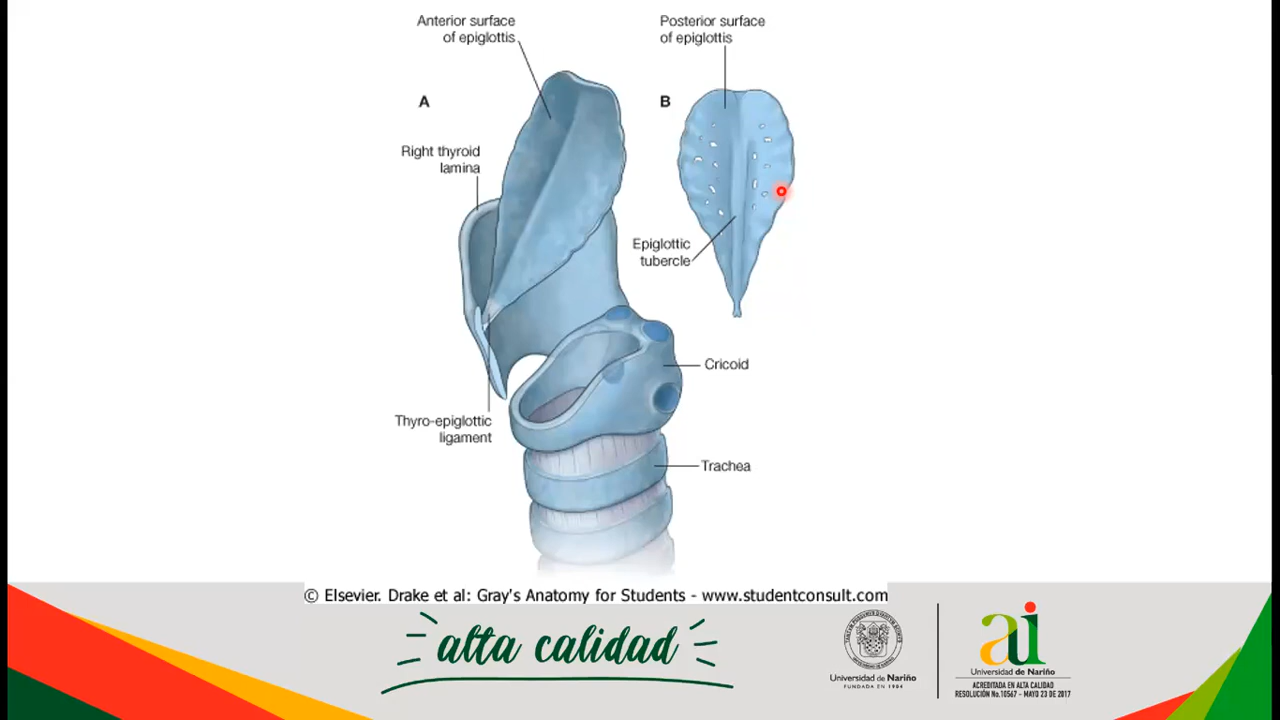 Anterior surface
of epiglottis
Posterior surface
of epiglottis
A
B
Right thyroid
lamina
Epiglottic
tubercle
Cricoid
Thyro-epiglottic
ligament
Trachea
© Elsevier. Drake et al: Gray's Anatomy for Students - www.studentconsult.com
alta calidad
Universidad de Nariño
FUNDADA EN 1904
aui
Universidad de Nariño
ACREDITADA EN ALTA CALIDAD
RESOLUCIÓN No.10567 - MAYO 23 DE 2017